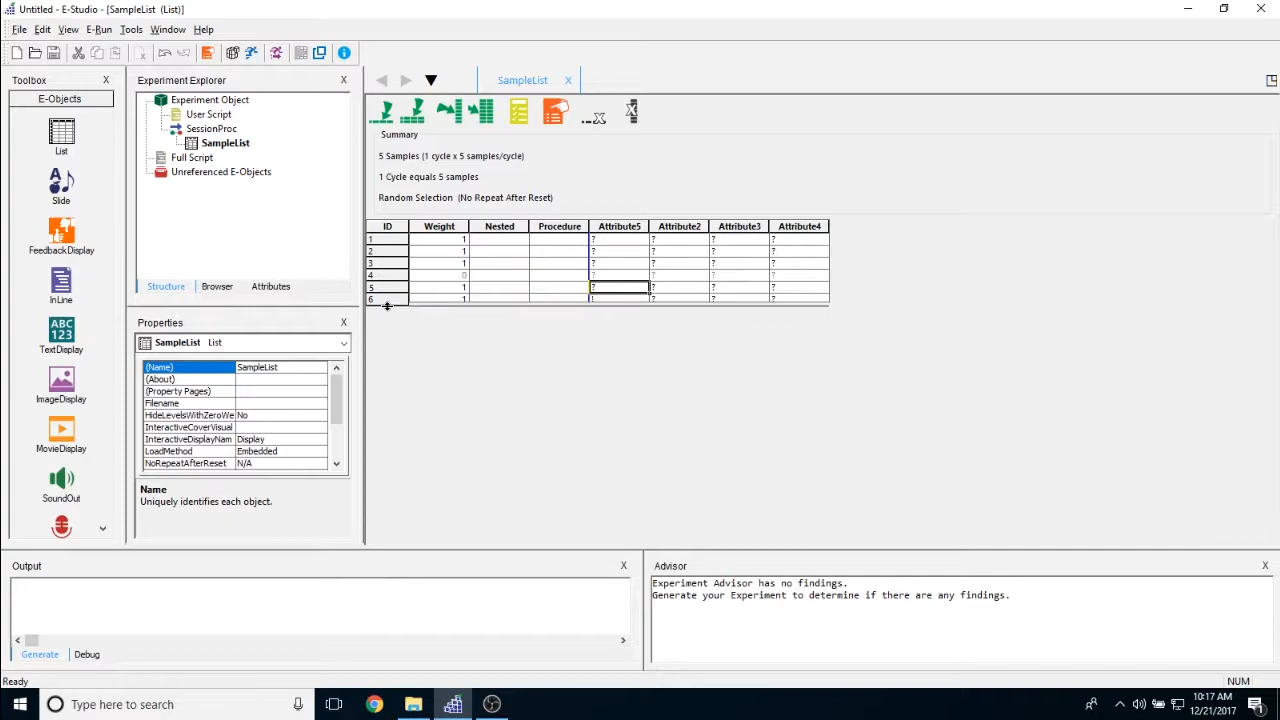 Untitled - E-Studio - [SampleList (List)]
File Edit View E-Run Tools Window Help
Toolbox X
E-Objects
List
Slide
FeedbackDisplay
InLine
ABC
123
TextDisplay
ImageDisplay
MovieDisplay
SoundOut
Experiment Explorer X
Experiment Object
User Script
SessionProc
SampleList
Full Script
Unreferenced E-Objects
Structure Browser Attributes
Properties X
SampleList List
(Name) SampleList
(About)
(Property Pages)
Filename
HideLevelsWithZeroWe No
InteractiveCoverVisual
InteractiveDisplayNam Display
LoadMethod Embedded
NoRepeatAfterReset N/A
Name
Uniquely identifies each object.
SampleList X
Summary
5 Samples (1 cycle x 5 samples/cycle)
1 Cycle equals 5 samples
Random Selection (No Repeat After Reset)
ID Weight Nested Procedure Attribute5 Attribute2 Attribute3 Attribute4
1 1 ? ? ? ?
2 1 ? ? ? ?
3 1 ? ? ? ?
4 0 ? ? ? ?
5 1 ? ? ? ?
6 1 ! ? ? ?
Output X
Generate Debug
Advisor X
Experiment Advisor has no findings.
Generate your Experiment to determine if there are any findings.
Ready NUM
Type here to search
10:17 AM
12/21/2017